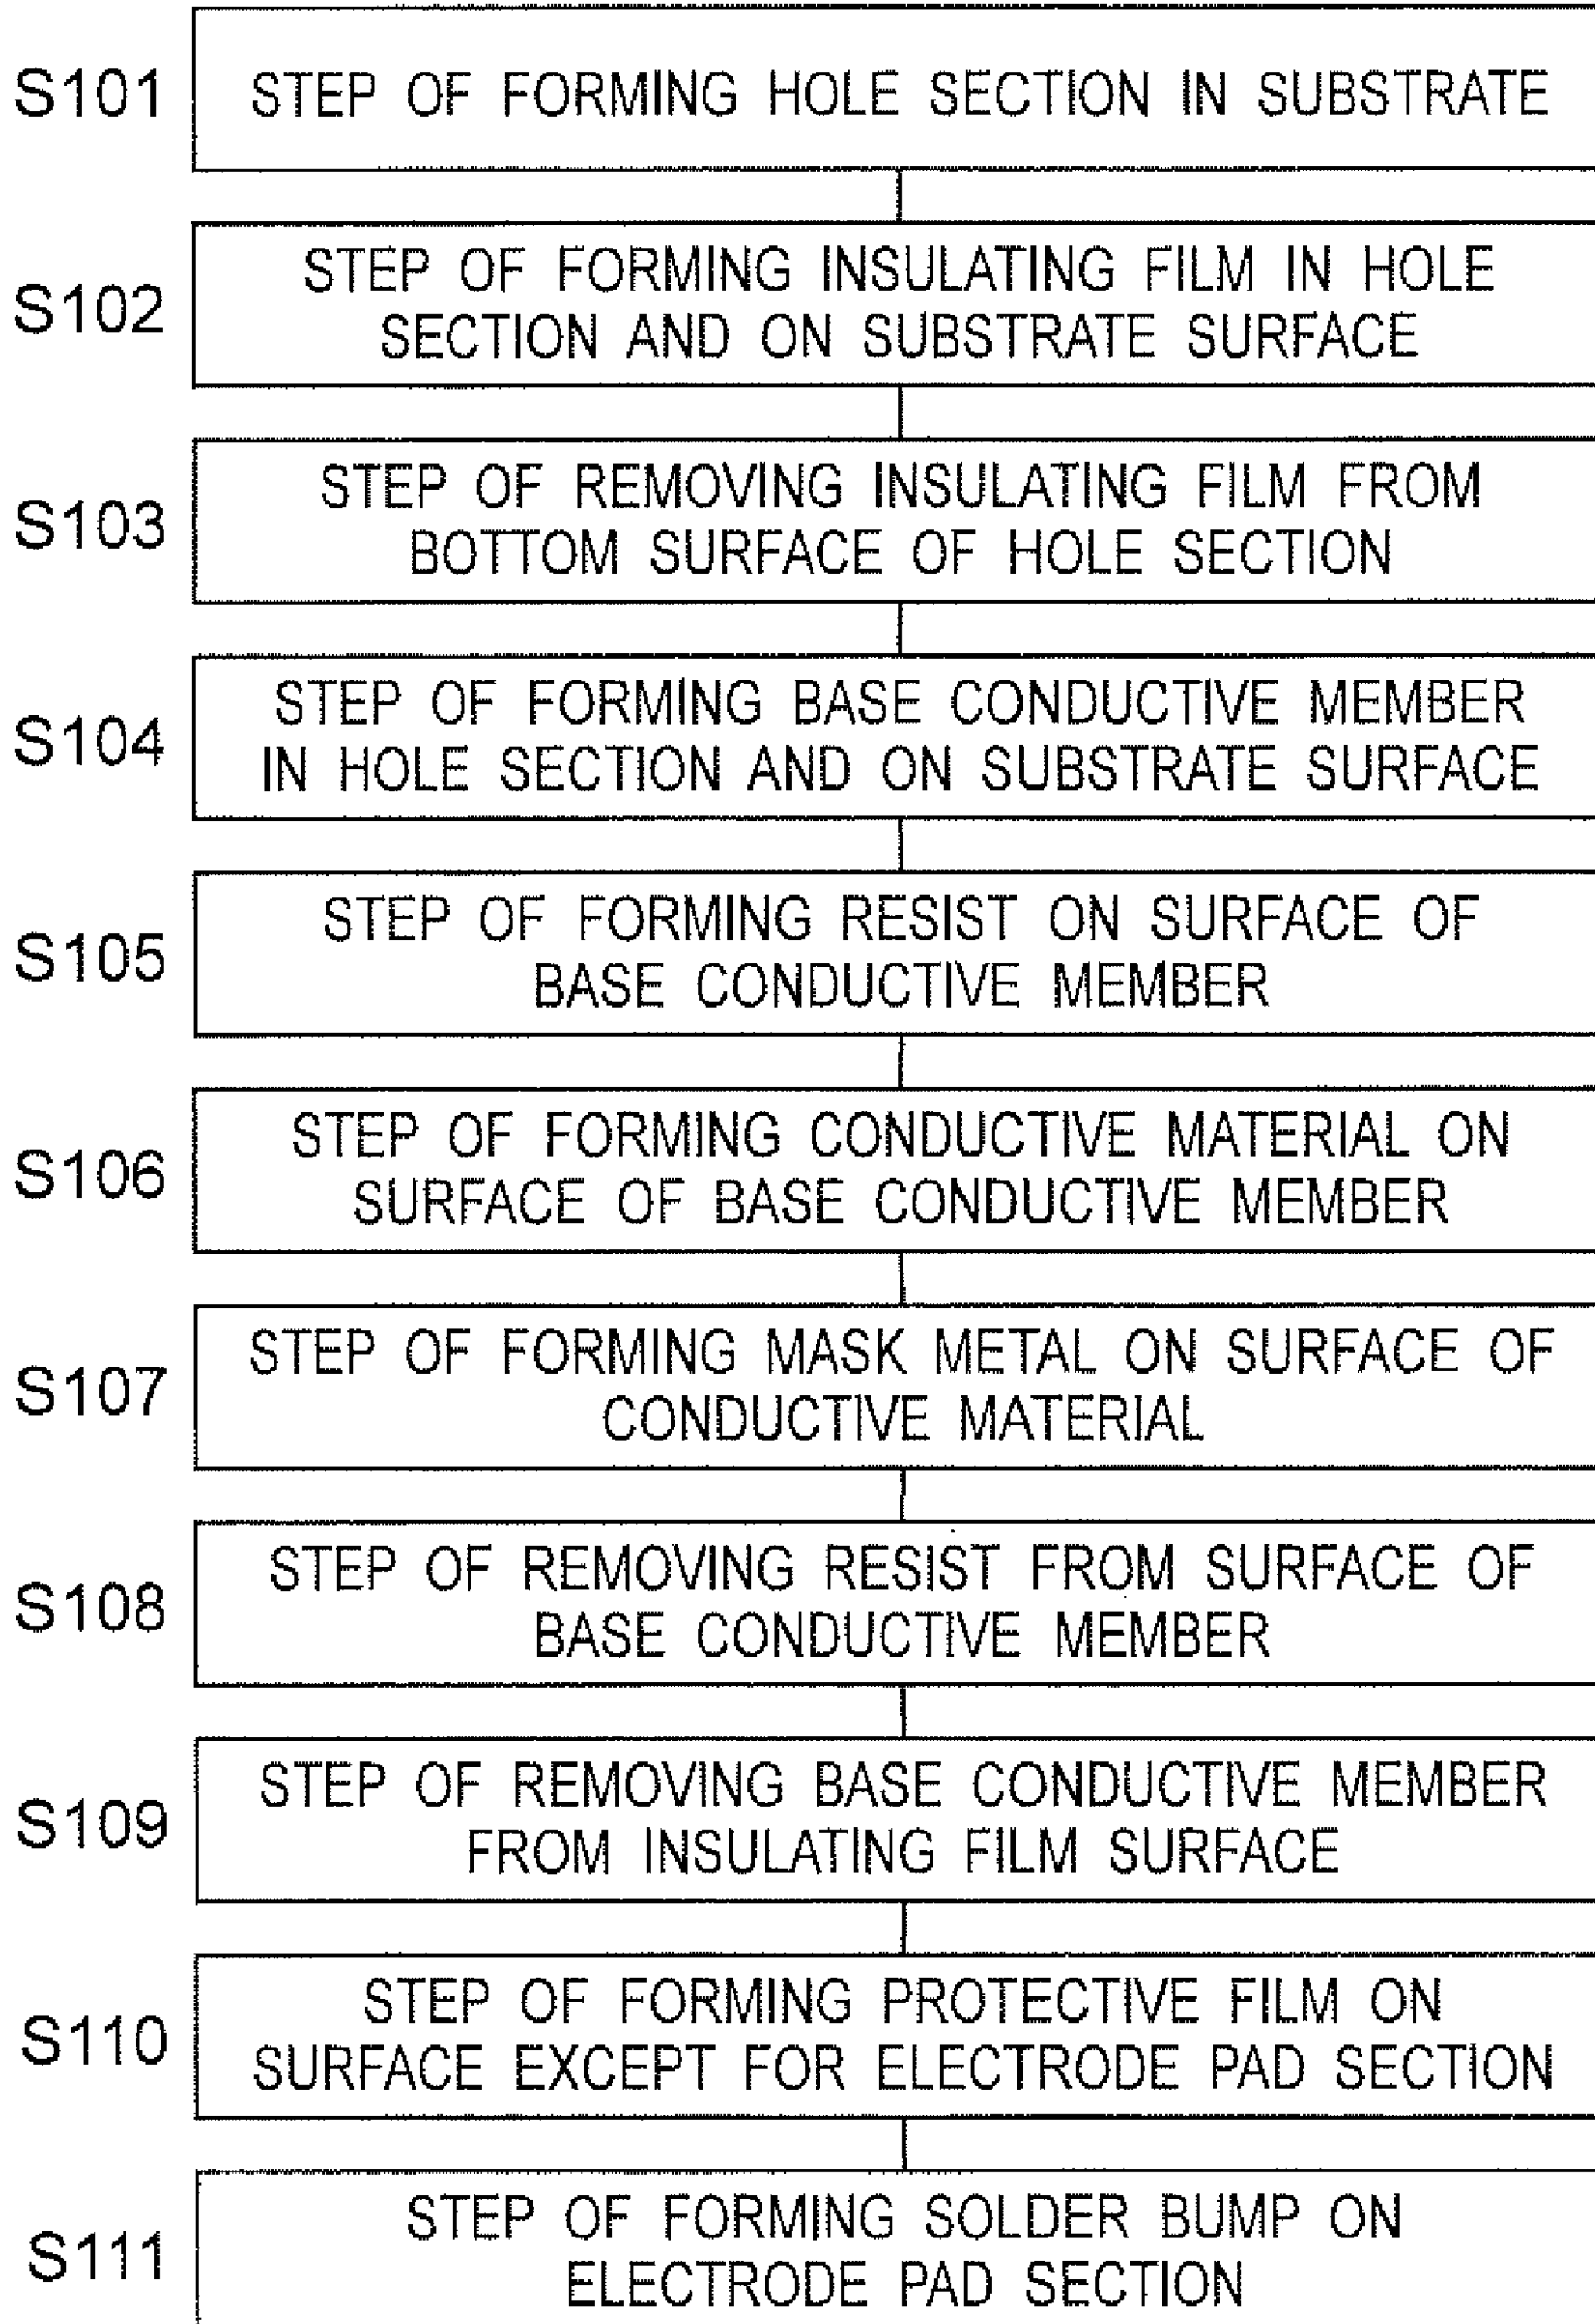 S101 STEP OF FORMING HOLE SECTION IN SUBSTRATE
S102 STEP OF FORMING INSULATING FILM IN HOLE
SECTION AND ON SUBSTRATE SURFACE
S103 STEP OF REMOVING INSULATING FILM FROM
BOTTOM SURFACE OF HOLE SECTION
S104 STEP OF FORMING BASE CONDUCTIVE MEMBER
IN HOLE SECTION AND ON SUBSTRATE SURFACE
S105 STEP OF FORMING RESIST ON SURFACE OF
BASE CONDUCTIVE MEMBER
S106 STEP OF FORMING CONDUCTIVE MATERIAL ON
SURFACE OF BASE CONDUCTIVE MEMBER
S107 STEP OF FORMING MASK METAL ON SURFACE OF
CONDUCTIVE MATERIAL
S108 STEP OF REMOVING RESIST FROM SURFACE OF
BASE CONDUCTIVE MEMBER
S109 STEP OF REMOVING BASE CONDUCTIVE MEMBER
FROM INSULATING FILM SURFACE
S110 STEP OF FORMING PROTECTIVE FILM ON
SURFACE EXCEPT FOR ELECTRODE PAD SECTION
S111 STEP OF FORMING SOLDER BUMP ON
ELECTRODE PAD SECTION